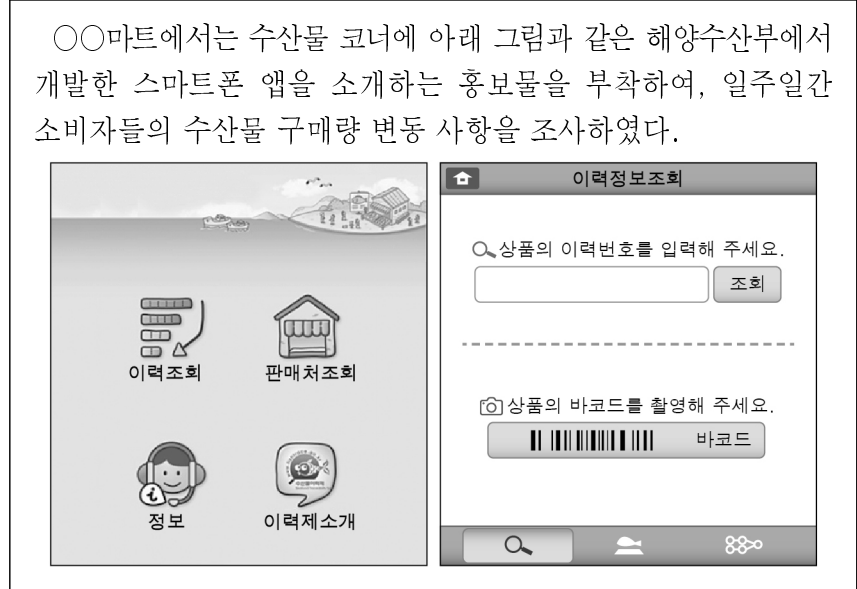 ○○마트에서는 수산물 코너에 아래 그림과 같은 해양수산부에서
개발한 스마트폰 앱을 소개하는 홍보물을 부착하여, 일주일간
소비자들의 수산물 구매량 변동 사항을 조사하였다.
이력조회
판매처조회
정보
이력제소개
이력정보조회
상품의 이력번호를 입력해 주세요.
조회
상품의 바코드를 촬영해 주세요.
바코드